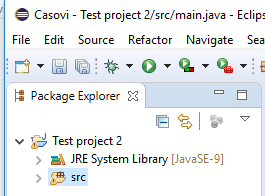 Casovi - Test project 2/src/main.java - Eclips
File Edit Source Refactor Navigate Sea
Package Explorer
Test project 2
JRE System Library [JavaSE-9]
src